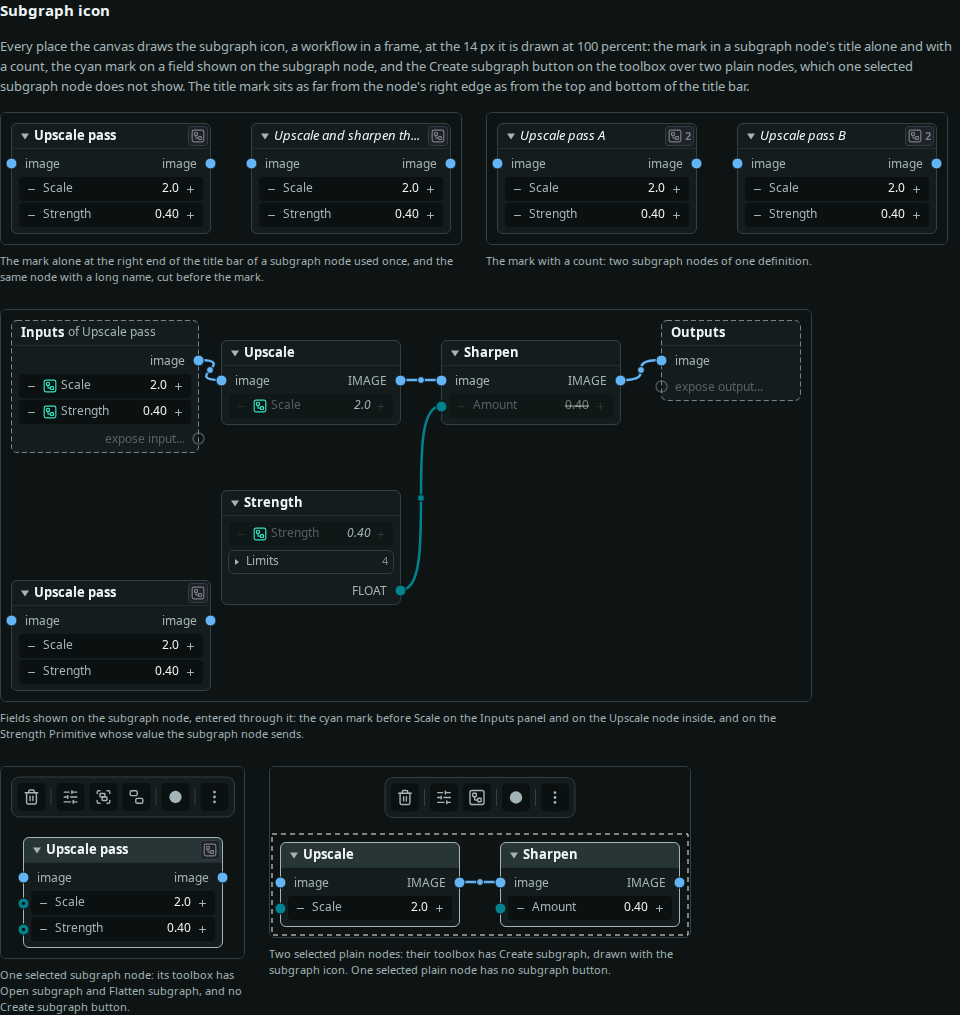 Subgraph icon
Every place the canvas draws the subgraph icon, a workflow in a frame, at the 14 px it is drawn at 100 percent: the mark in a subgraph node's title alone and with
a count, the cyan mark on a field shown on the subgraph node, and the Create subgraph button on the toolbox over two plain nodes, which one selected
subgraph node does not show. The title mark sits as far from the node's right edge as from the top and bottom of the title bar.
Upscale pass
image image
– Scale 2.0 +
– Strength 0.40 +
Upscale and sharpen th...
image image
– Scale 2.0 +
– Strength 0.40 +
Upscale pass A 2
image image
– Scale 2.0 +
– Strength 0.40 +
Upscale pass B 2
image image
– Scale 2.0 +
– Strength 0.40 +
The mark alone at the right end of the title bar of a subgraph node used once, and the
same node with a long name, cut before the mark.
The mark with a count: two subgraph nodes of one definition.
Inputs of Upscale pass
image
– Scale 2.0 +
– Strength 0.40 +
expose input...
Upscale
image IMAGE
– Scale 2.0 +
Sharpen
image IMAGE
– Amount 0.40 +
Outputs
image
expose output...
Strength
– Strength 0.40 +
Limits 4
FLOAT
Upscale pass
image image
– Scale 2.0 +
– Strength 0.40 +
Fields shown on the subgraph node, entered through it: the cyan mark before Scale on the Inputs panel and on the Upscale node inside, and on the
Strength Primitive whose value the subgraph node sends.
Upscale pass
image image
– Scale 2.0 +
– Strength 0.40 +
One selected subgraph node: its toolbox has
Open subgraph and Flatten subgraph, and no
Create subgraph button.
Upscale
image IMAGE
– Scale 2.0 +
Sharpen
image IMAGE
– Amount 0.40 +
Two selected plain nodes: their toolbox has Create subgraph, drawn with the
subgraph icon. One selected plain node has no subgraph button.